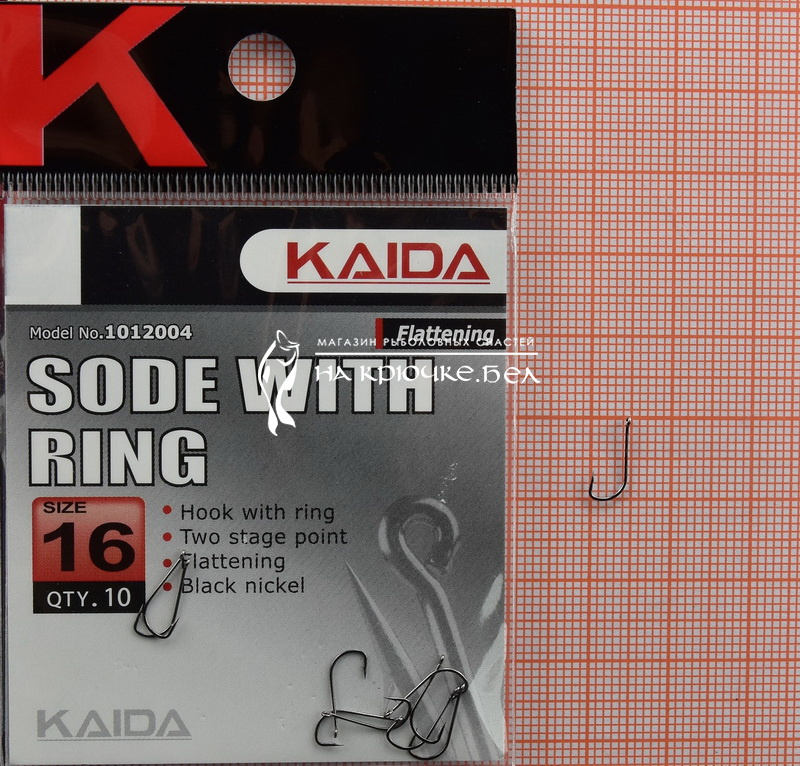 K
KAIDA
Model No.1012004
Flattening
МАГАЗИН РЫБОЛОВНЫХ СНАСТЕЙ
НА КРЮЧКЕ.БЕЛ
SODE WITH
RING
SIZE
16
QTY. 10
Hook with ring
Two stage point
Flattening
Black nickel
KAIDA